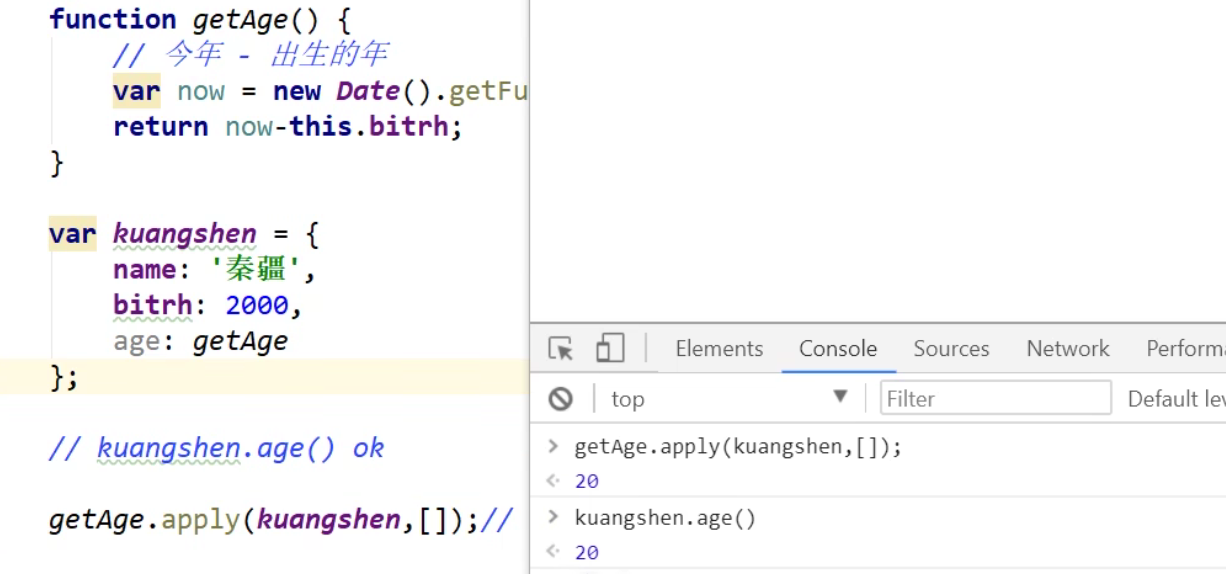 function getAge() {
// 今年 - 出生的年
var now = new Date().getFu
return now-this.bitrh;
}
var kuangshen = {
name: '秦疆',
bitrh: 2000,
age: getAge
};
// kuangshen.age() ok
getAge.apply(kuangshen,[]);//
Elements Console Sources Network Performa
top Filter Default lev
> getAge.apply(kuangshen,[]);
20
> kuangshen.age()
20